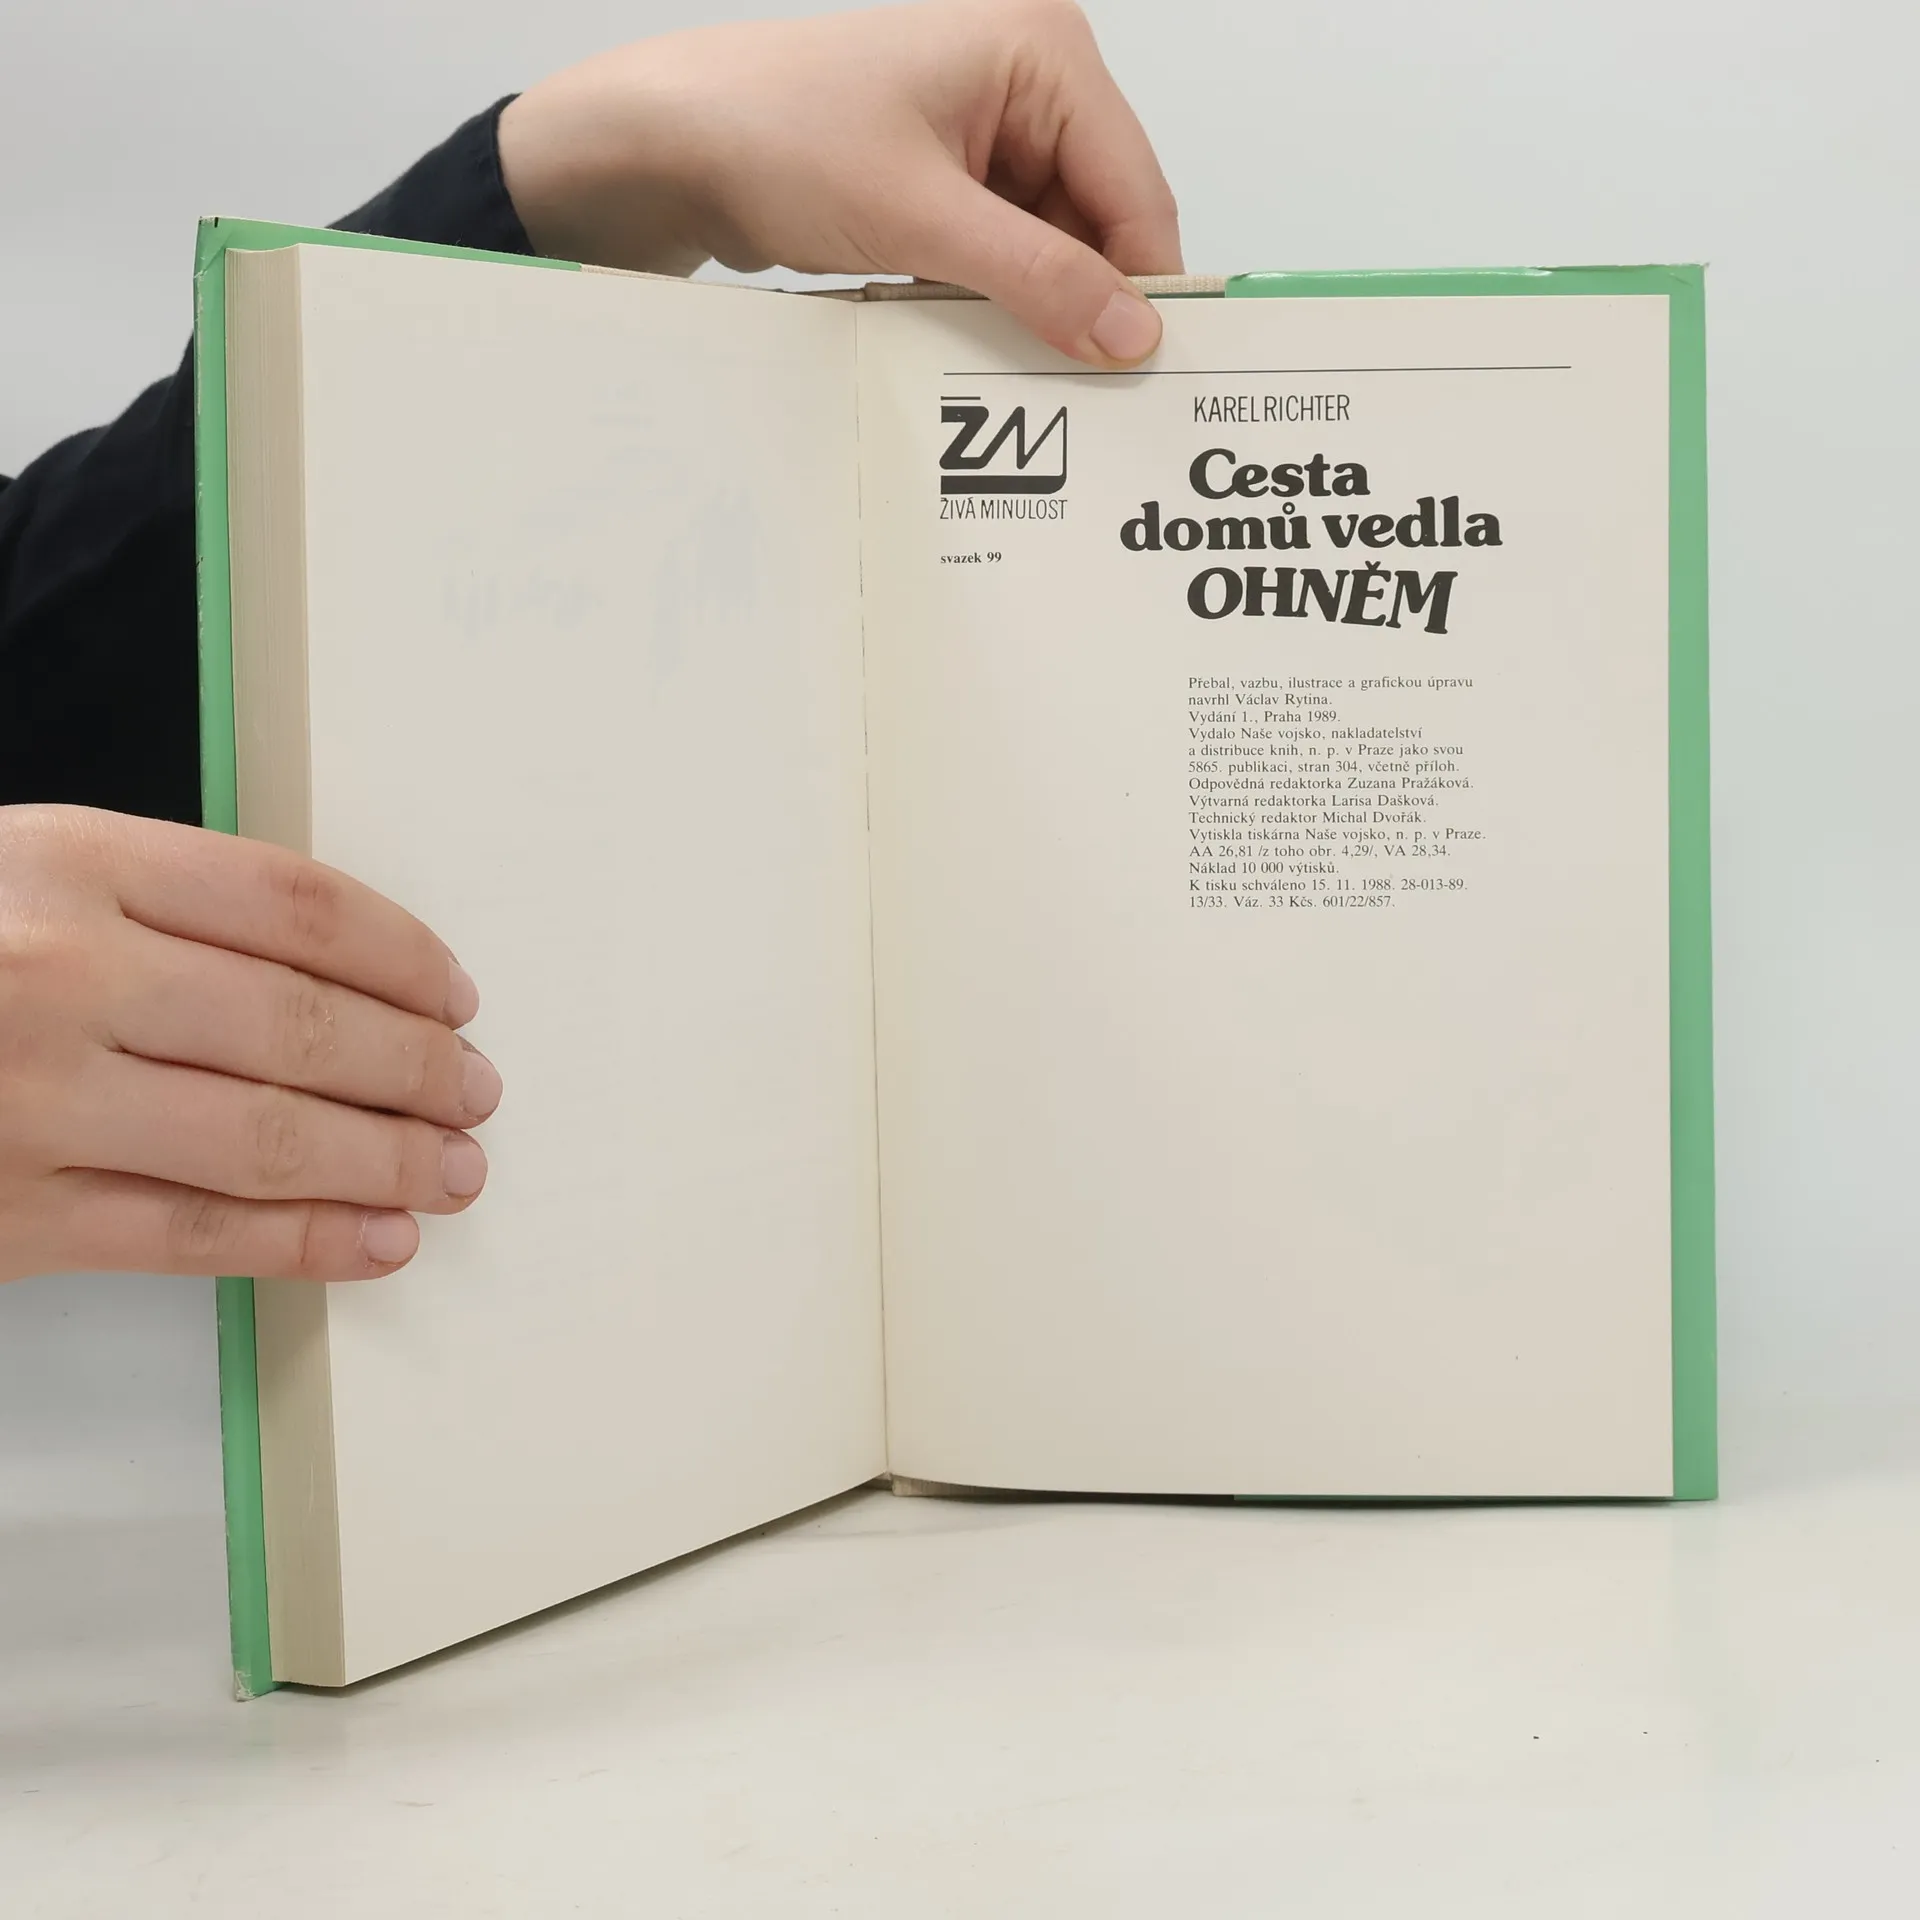 ŽM
ŽIVÁ MINULOST
svazek 99
KAREL RICHTER
Cesta
domů vedla
OHNĚM
Přebal, vazbu, ilustrace a grafickou úpravu
navrhl Václav Rytina.
Vydání 1., Praha 1989.
Vydalo Naše vojsko, nakladatelství
a distribuce knih, n. p. v Praze jako svou
5865. publikaci, stran 304, včetně příloh.
Odpovědná redaktorka Zuzana Pražáková.
Výtvarná redaktorka Larisa Dašková.
Technický redaktor Michal Dvořák.
Vytiskla tiskárna Naše vojsko, n. p. v Praze.
AA 26,81 /z toho obr. 4,29/, VA 28,34.
Náklad 10 000 výtisků.
K tisku schváleno 15. 11. 1988. 28-013-89.
13/33. Váz. 33 Kčs. 601/22/857.